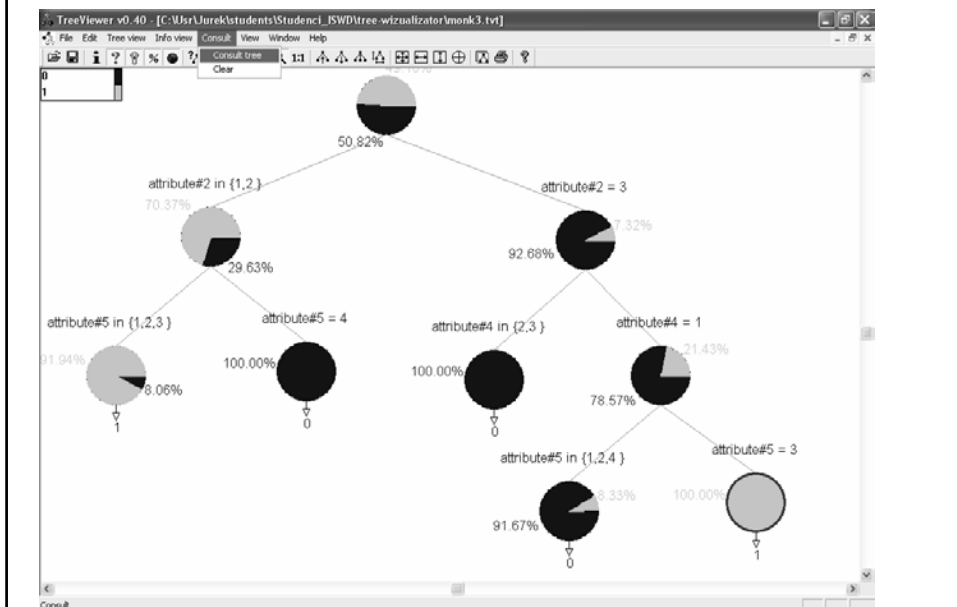 TreeViewer v0.40 - [C:\Usr\Jurek\students\Studenci_ISWD\tree-wizualizator\monk3.tvt]
File Edit Tree view Info view Consult View Window Help
Consult tree
1:1
Clear
0
1
50,82%
attribute#2 in {1,2 }
attribute#2 = 3
70.37%
7.32%
92.68%
29.63%
attribute#5 in {1,2,3 }
attribute#5 = 4
attribute#4 in {2,3 }
attribute#4 = 1
91.94%
100.00%
100.00%
21.43%
8.06%
78.57%
1
0
0
attribute#5 in {1,2,4 }
attribute#5 = 3
8.33%
100.00%
91.67%
0
1
Consult